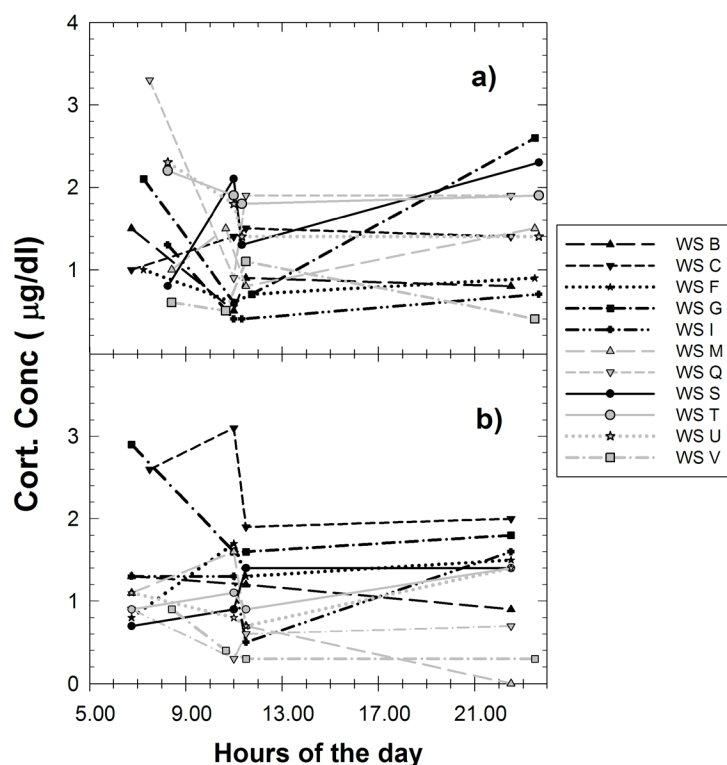 4
a)
3
2
1
Cort. Conc ( µg/dl)
WS B
WS C
WS F
WS G
WS I
WS M
WS Q
WS S
WS T
WS U
WS V
b)
3
2
1
0
5.00 9.00 13.00 17.00 21.00
Hours of the day